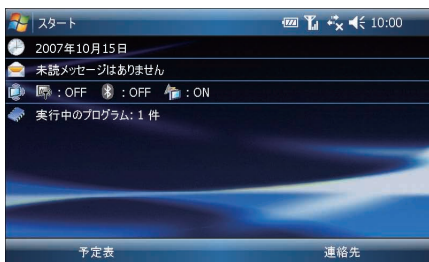 スタート 10:00
2007年10月15日
未読メッセージはありません
: OFF : OFF : ON
実行中のプログラム: 1 件
予定表 連絡先